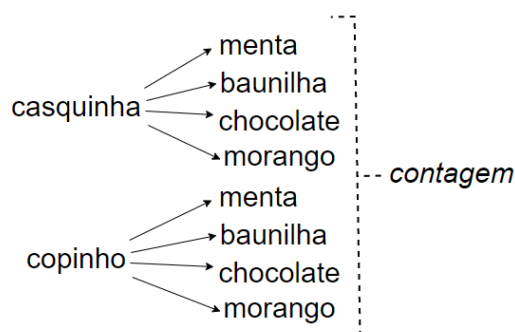 menta
baunilha
casquinha
chocolate
morango
contagem
menta
baunilha
copinho
chocolate
morango